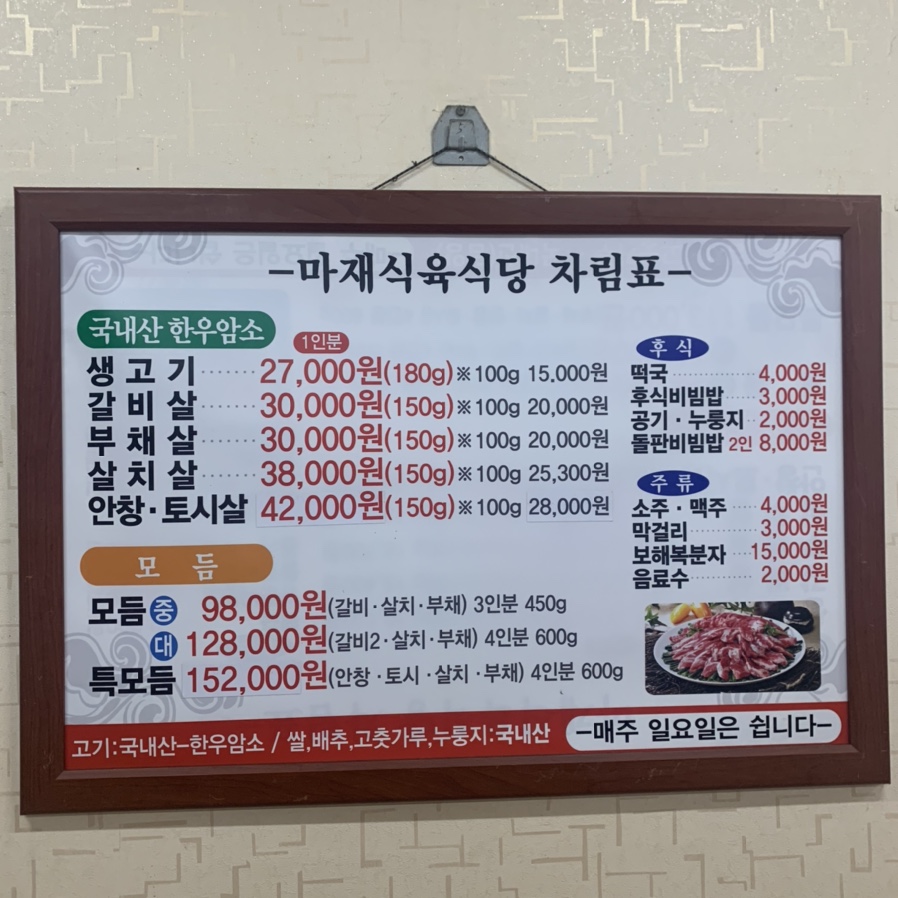 -마재식육식당 차림표-
국내산 한우암소
1인분
생고기 27,000원(180g) ※100g 15.000원
갈비살 30,000원(150g) ※100g 20,000원
부채살 30,000원(150g) ※100g 20,000원
살치살 38,000원(150g) ※100g 25,300원
안창·토시살 42,000원(150g) ※100g 28,000원
모듬
모듬 중 98,000원(갈비·살치·부채) 3인분 450g
대 128,000원(갈비2·살치·부채) 4인분 600g
특모듬 152,000원(안창·토시·살치·부채) 4인분 600g
후식
떡국 4,000원
후식비빔밥 3,000원
공기·누룽지 2,000원
돌판비빔밥 2인 8,000원
주류
소주·맥주 4,000원
막걸리 3,000원
보해복분자 15,000원
음료수 2,000원
고기:국내산-한우암소 / 쌀,배추,고춧가루,누룽지:국내산
-매주 일요일은 쉽니다-